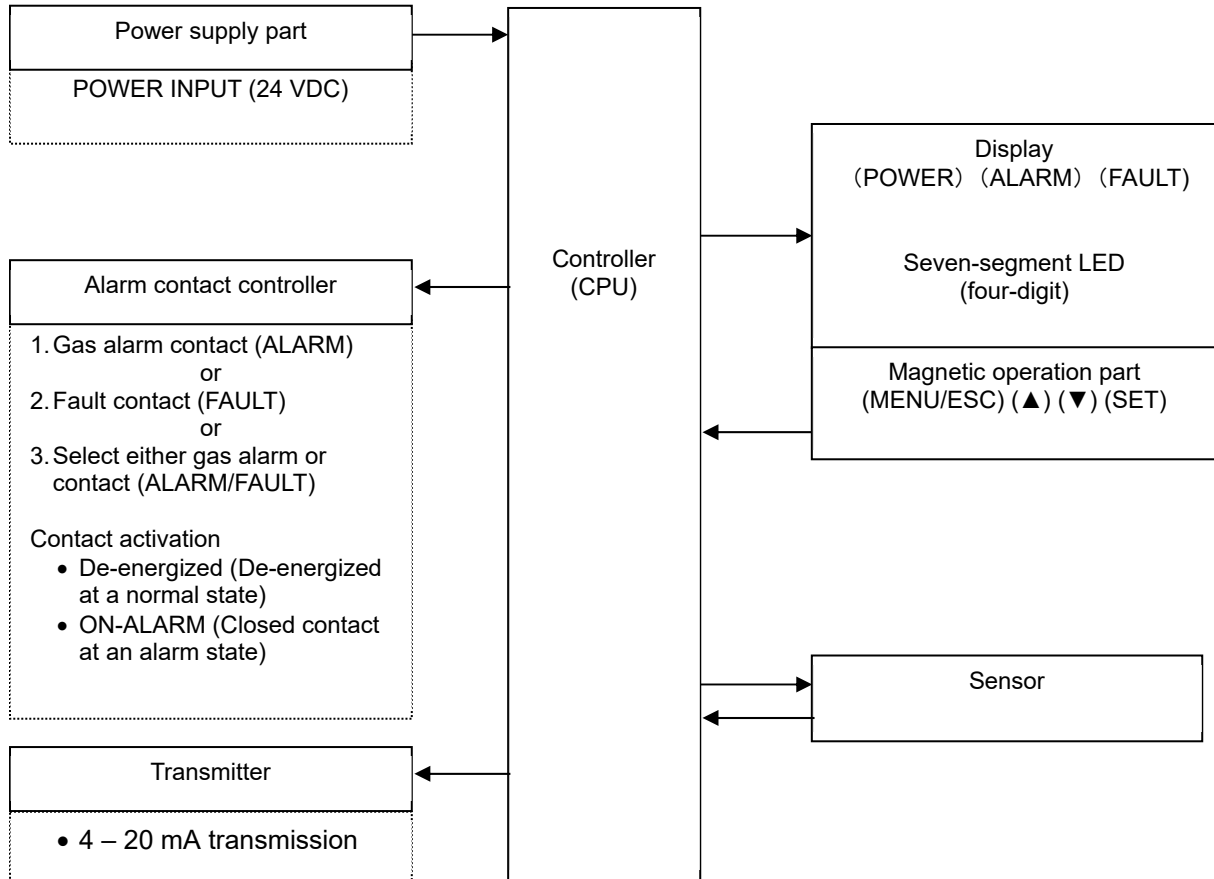 Power supply part
POWER INPUT (24 VDC)
Alarm contact controller
1. Gas alarm contact (ALARM)
or
2. Fault contact (FAULT)
or
3. Select either gas alarm or
contact (ALARM/FAULT)
Contact activation
• De-energized (De-energized
at a normal state)
• ON-ALARM (Closed contact
at an alarm state)
Transmitter
• 4 – 20 mA transmission
Controller
(CPU)
Display
（POWER）（ALARM）（FAULT)
Seven-segment LED
(four-digit)
Magnetic operation part
(MENU/ESC) (▲) (▼) (SET)
Sensor